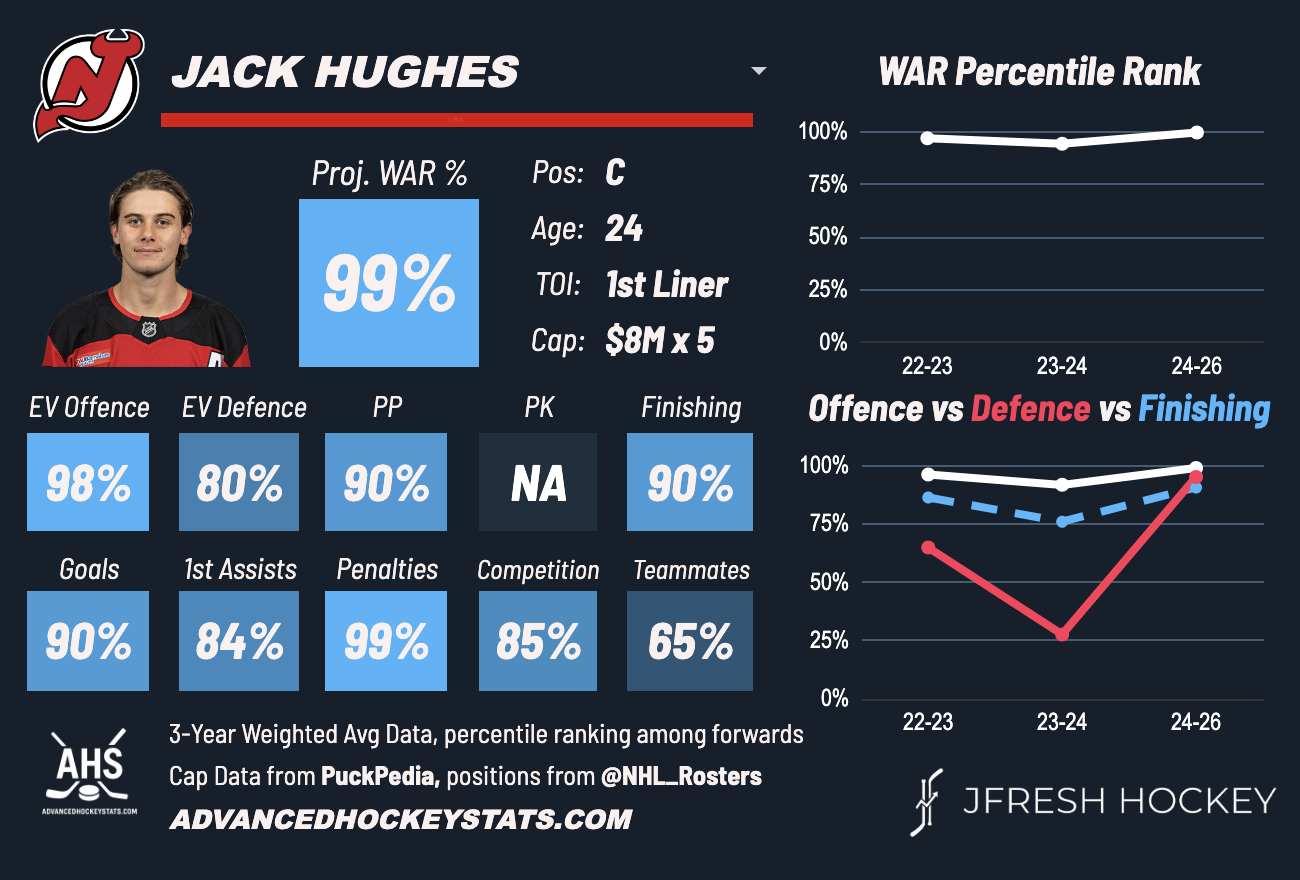 JACK HUGHES
Proj. WAR %
99%
Pos: C
Age: 24
TOI: 1st Liner
Cap: $8M x 5
EV Offence EV Defence PP PK Finishing
98% 80% 90% NA 90%
Goals 1st Assists Penalties Competition Teammates
90% 84% 99% 85% 65%
WAR Percentile Rank
100%
75%
50%
25%
0%
22-23 23-24 24-26
Offence vs Defence vs Finishing
100%
75%
50%
25%
0%
22-23 23-24 24-26
AHS
ADVANCEDHOCKEYSTATS.COM
3-Year Weighted Avg Data, percentile ranking among forwards
Cap Data from PuckPedia, positions from @NHL_Rosters
ADVANCEDHOCKEYSTATS.COM
JFRESH HOCKEY